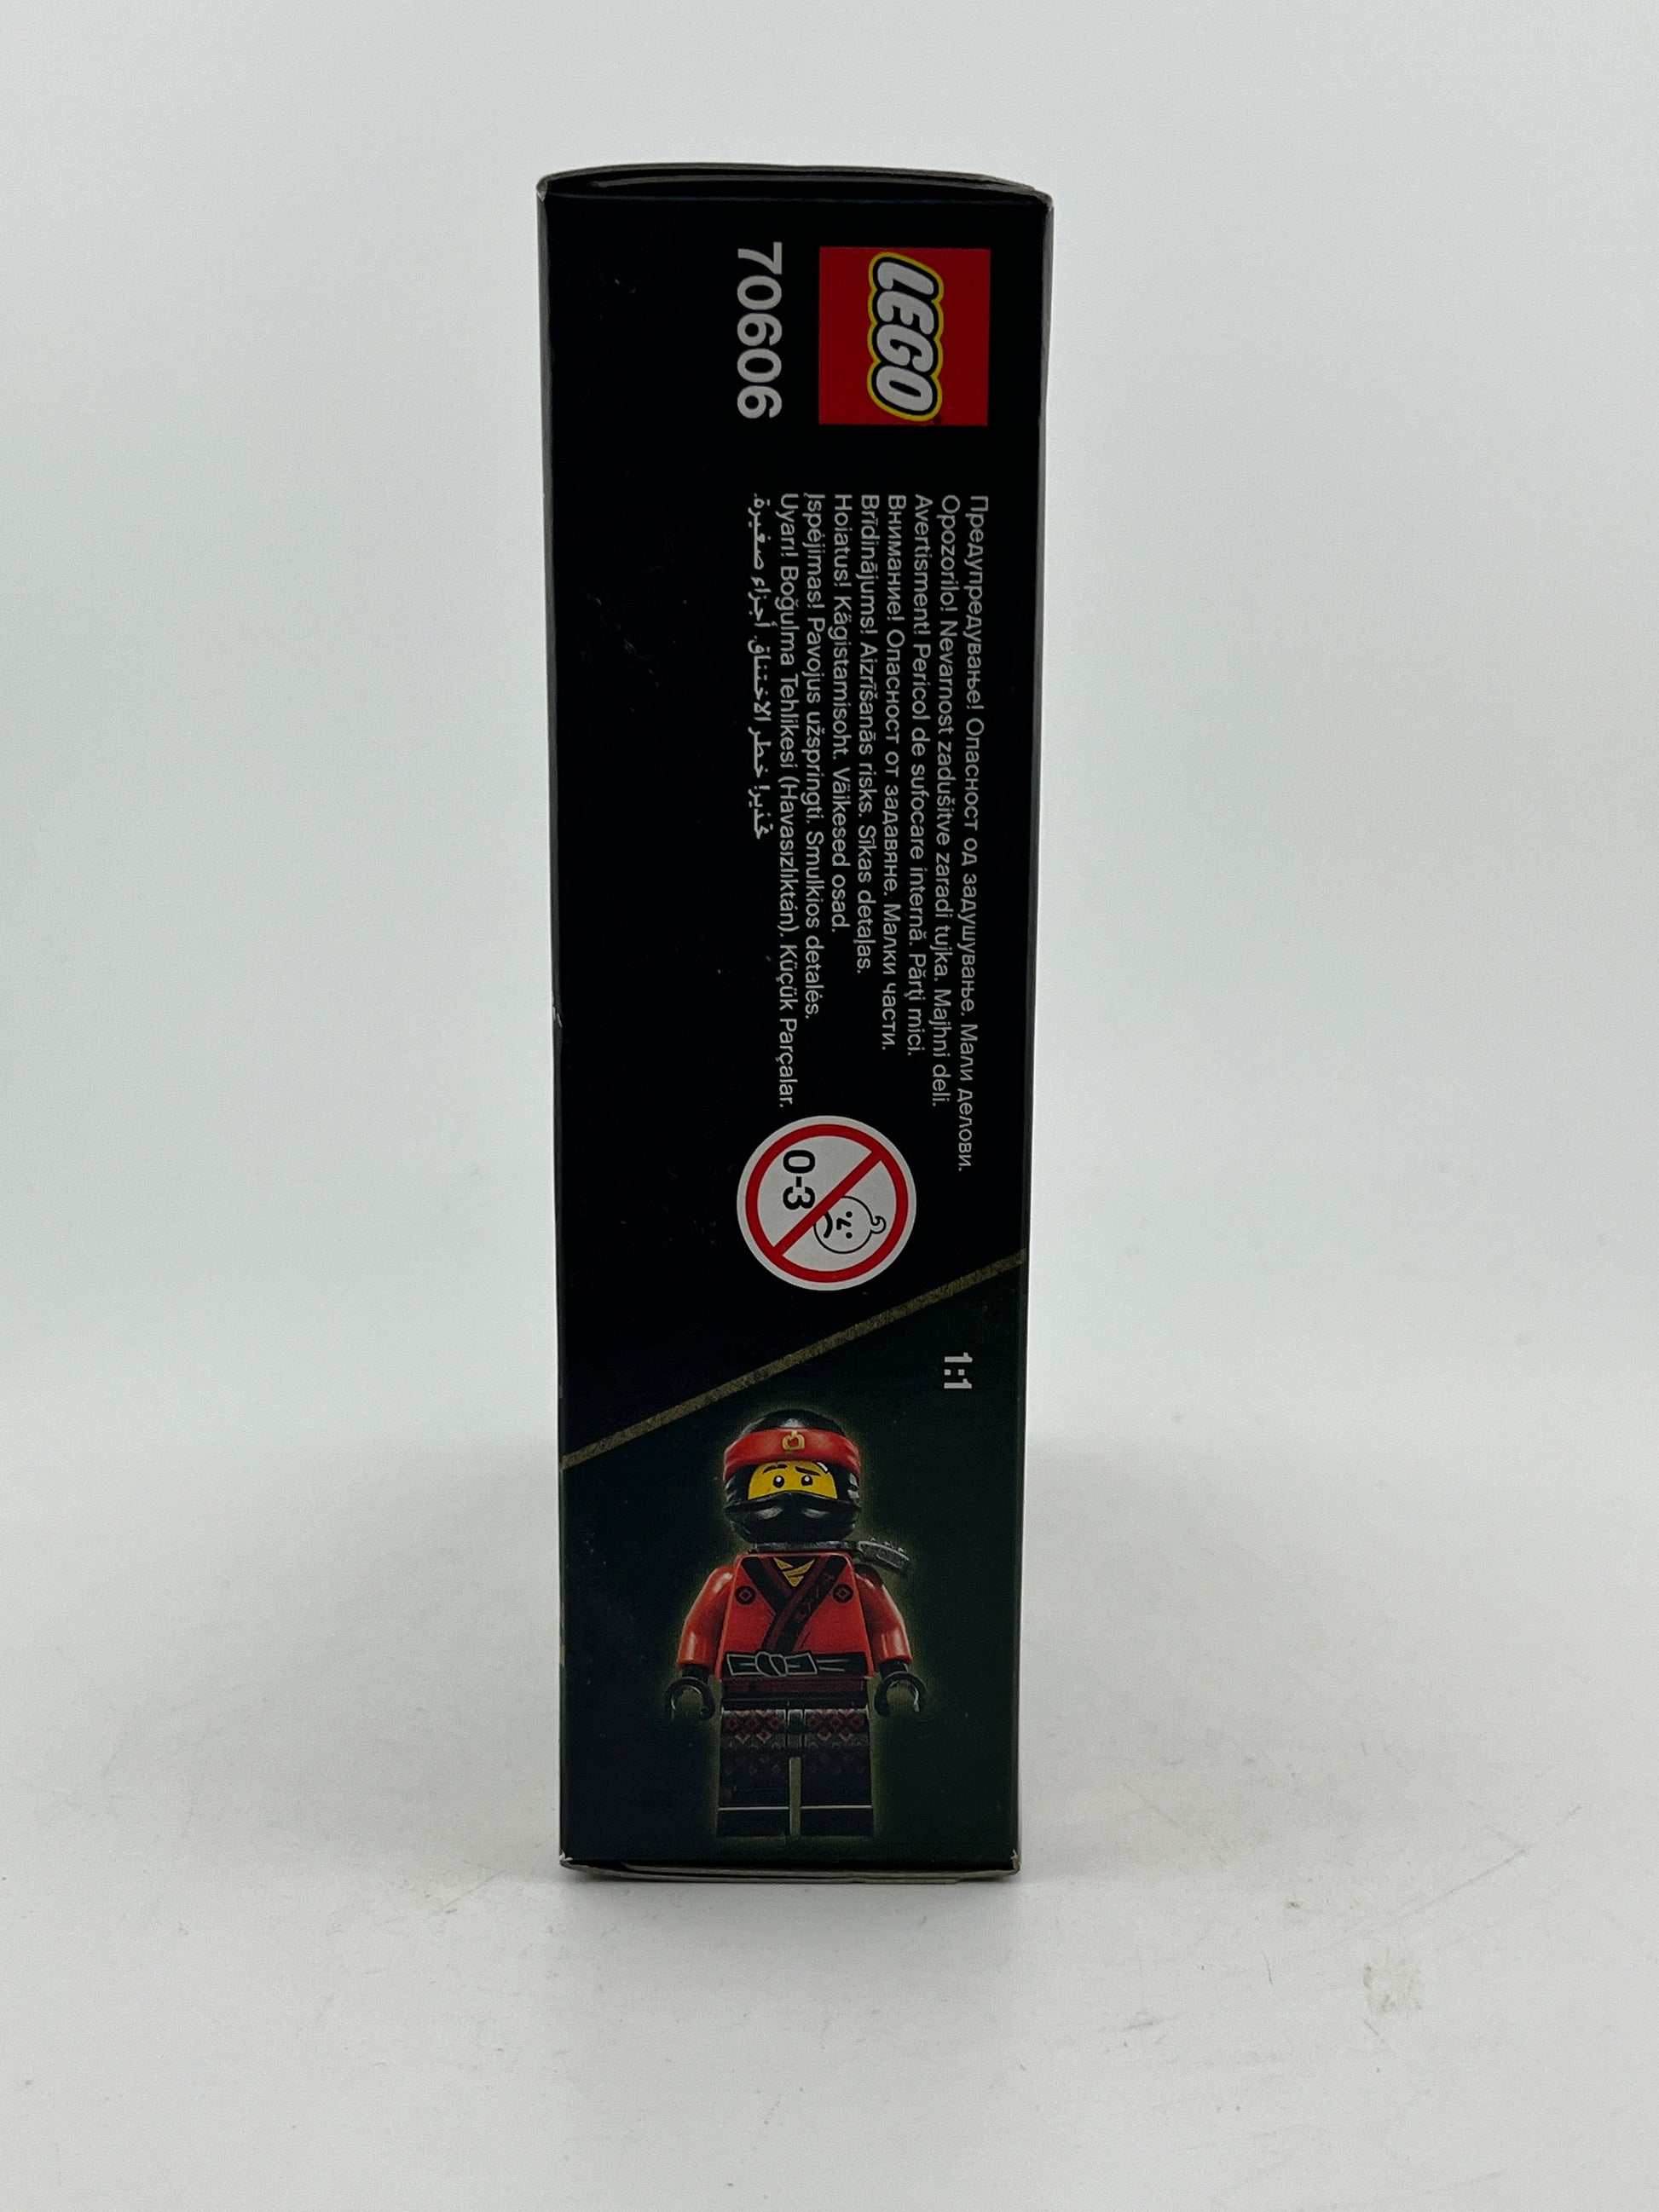 LEGO
70606
Предупредување! Опасност од задушување. Мали делови.
Opozorilo! Nevarnost zadušitve zaradi tujka. Majhni deli.
Avertisment! Pericol de sufocare internă. Părţi mici.
Внимание! Опасност от задавяне. Малки части.
Brīdinājums! Aizrīšanās risks. Sīkas detaļas.
Hoiatus! Kägistamisoht. Väikesed osad.
Įspėjimas! Pavojus užspringti. Smulkios detalės.
Uyarı! Boğulma Tehlikesi (Havasızlıktán). Küçük Parçalar.
تحذير! خطر الاختناق. أجزاء صغيرة.
0-3
1:1